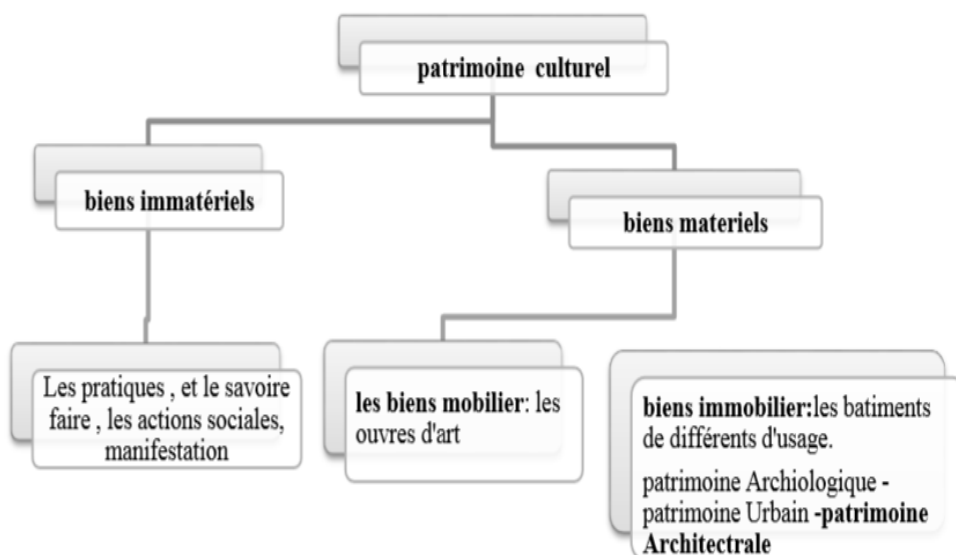 patrimoine culturel
biens immatériels
biens materiels
Les pratiques , et le savoire
faire , les actions sociales,
manifestation
les biens mobilier: les
ouvres d'art
biens immobilier:les batiments
de différents d'usage.
patrimoine Archiologique -
patrimoine Urbain -patrimoine
Architectrale